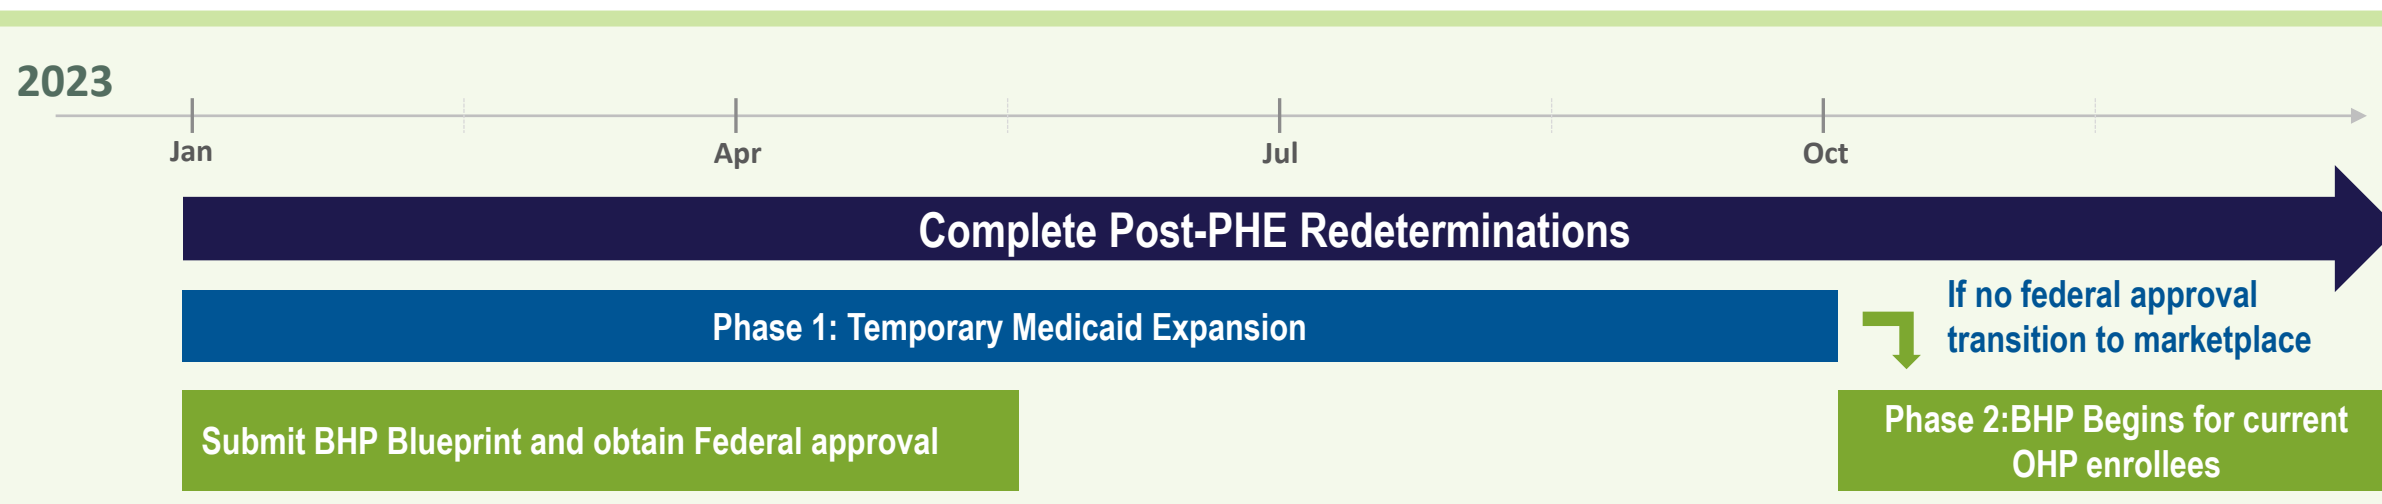 2023
Jan
Apr
Jul
Oct
Complete Post-PHE Redeterminations
Phase 1: Temporary Medicaid Expansion
If no federal approval
transition to marketplace
Submit BHP Blueprint and obtain Federal approval
Phase 2:BHP Begins for current
OHP enrollees